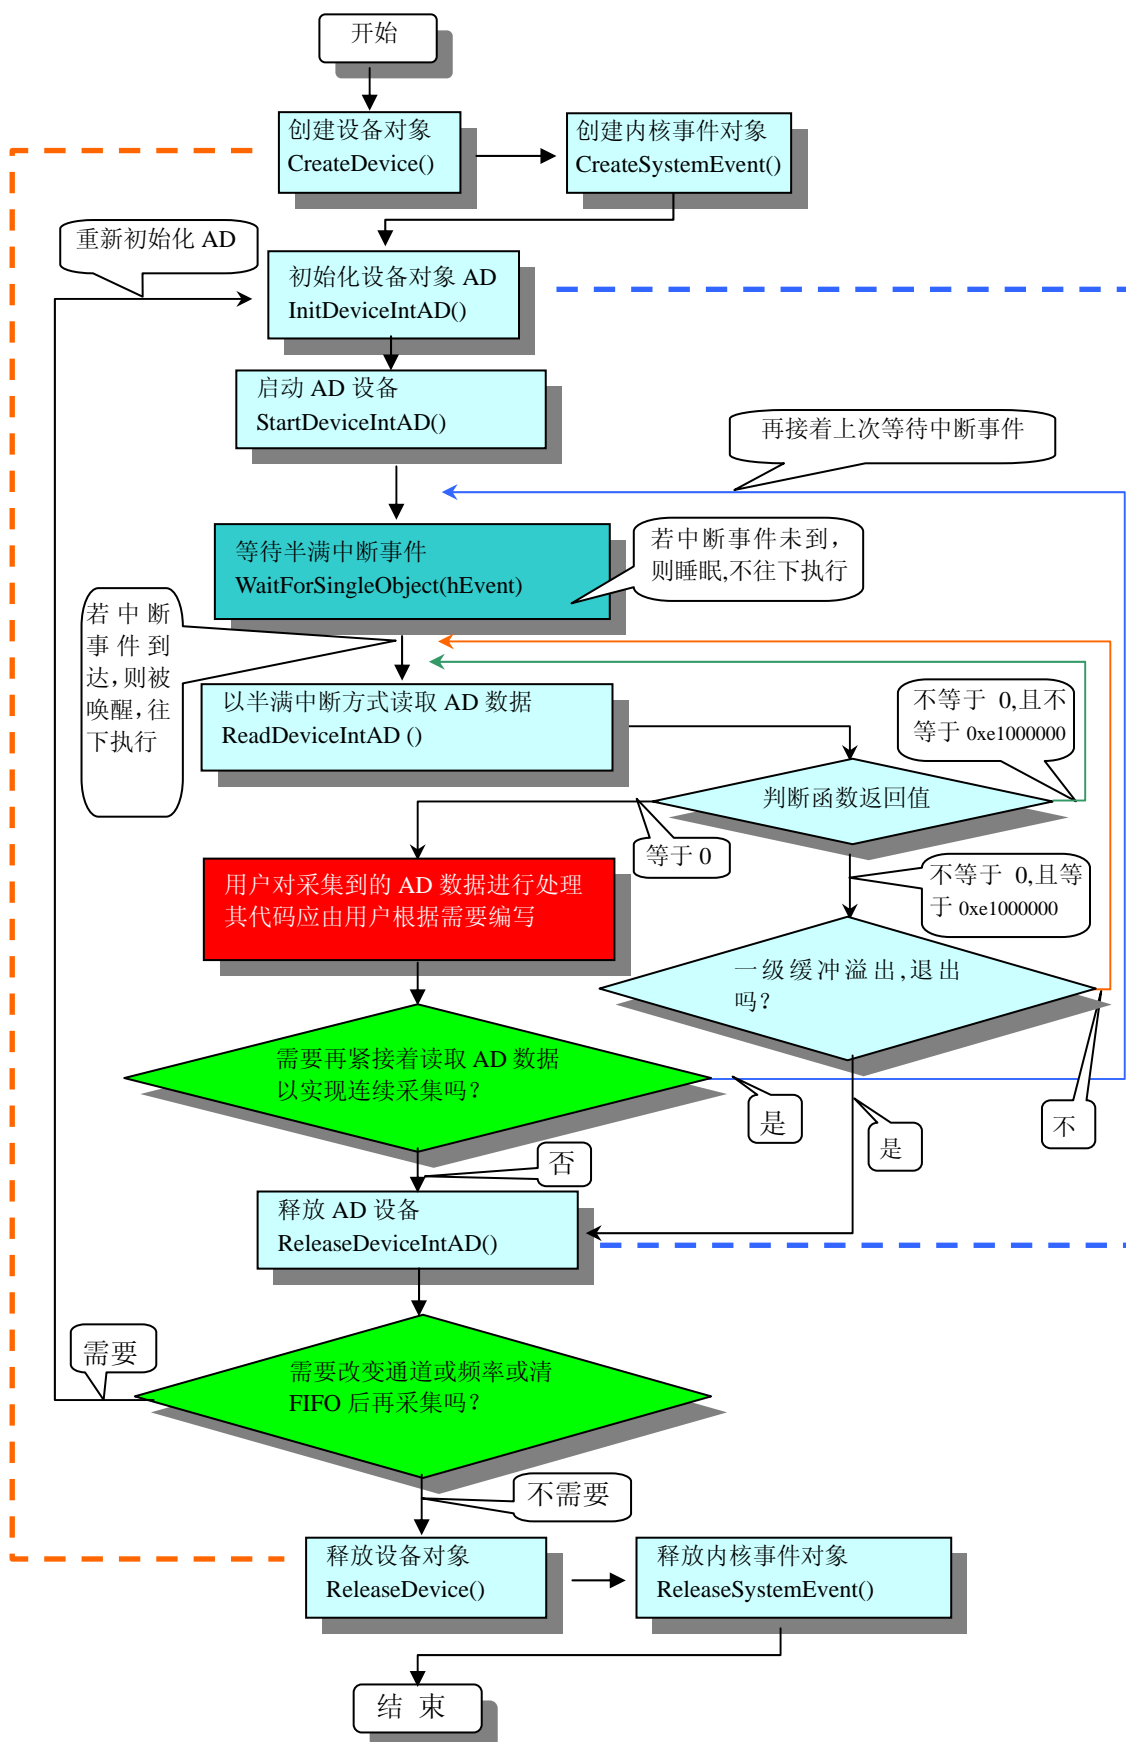 开始
创建设备对象
CreateDevice()
创建内核事件对象
CreateSystemEvent()
重新初始化 AD
初始化设备对象 AD
InitDeviceIntAD()
启动 AD 设备
StartDeviceIntAD()
再接着上次等待中断事件
等待半满中断事件
WaitForSingleObject(hEvent)
若中断事件未到，
则睡眠,不往下执行
若中断
事件到
达，则被
唤醒，往
下执行
以半满中断方式读取 AD 数据
ReadDeviceIntAD ()
不等于 0,且不
等于 0xe1000000
判断函数返回值
等于 0
不等于 0,且等
于 0xe1000000
用户对采集到的 AD 数据进行处理
其代码应由用户根据需要编写
一级缓冲溢出,退出
吗？
需要再紧接着读取 AD 数据
以实现连续采集吗？
是
是
不
否
释放 AD 设备
ReleaseDeviceIntAD()
需要
需要改变通道或频率或清
FIFO 后再采集吗？
不需要
释放设备对象
ReleaseDevice()
释放内核事件对象
ReleaseSystemEvent()
结 束